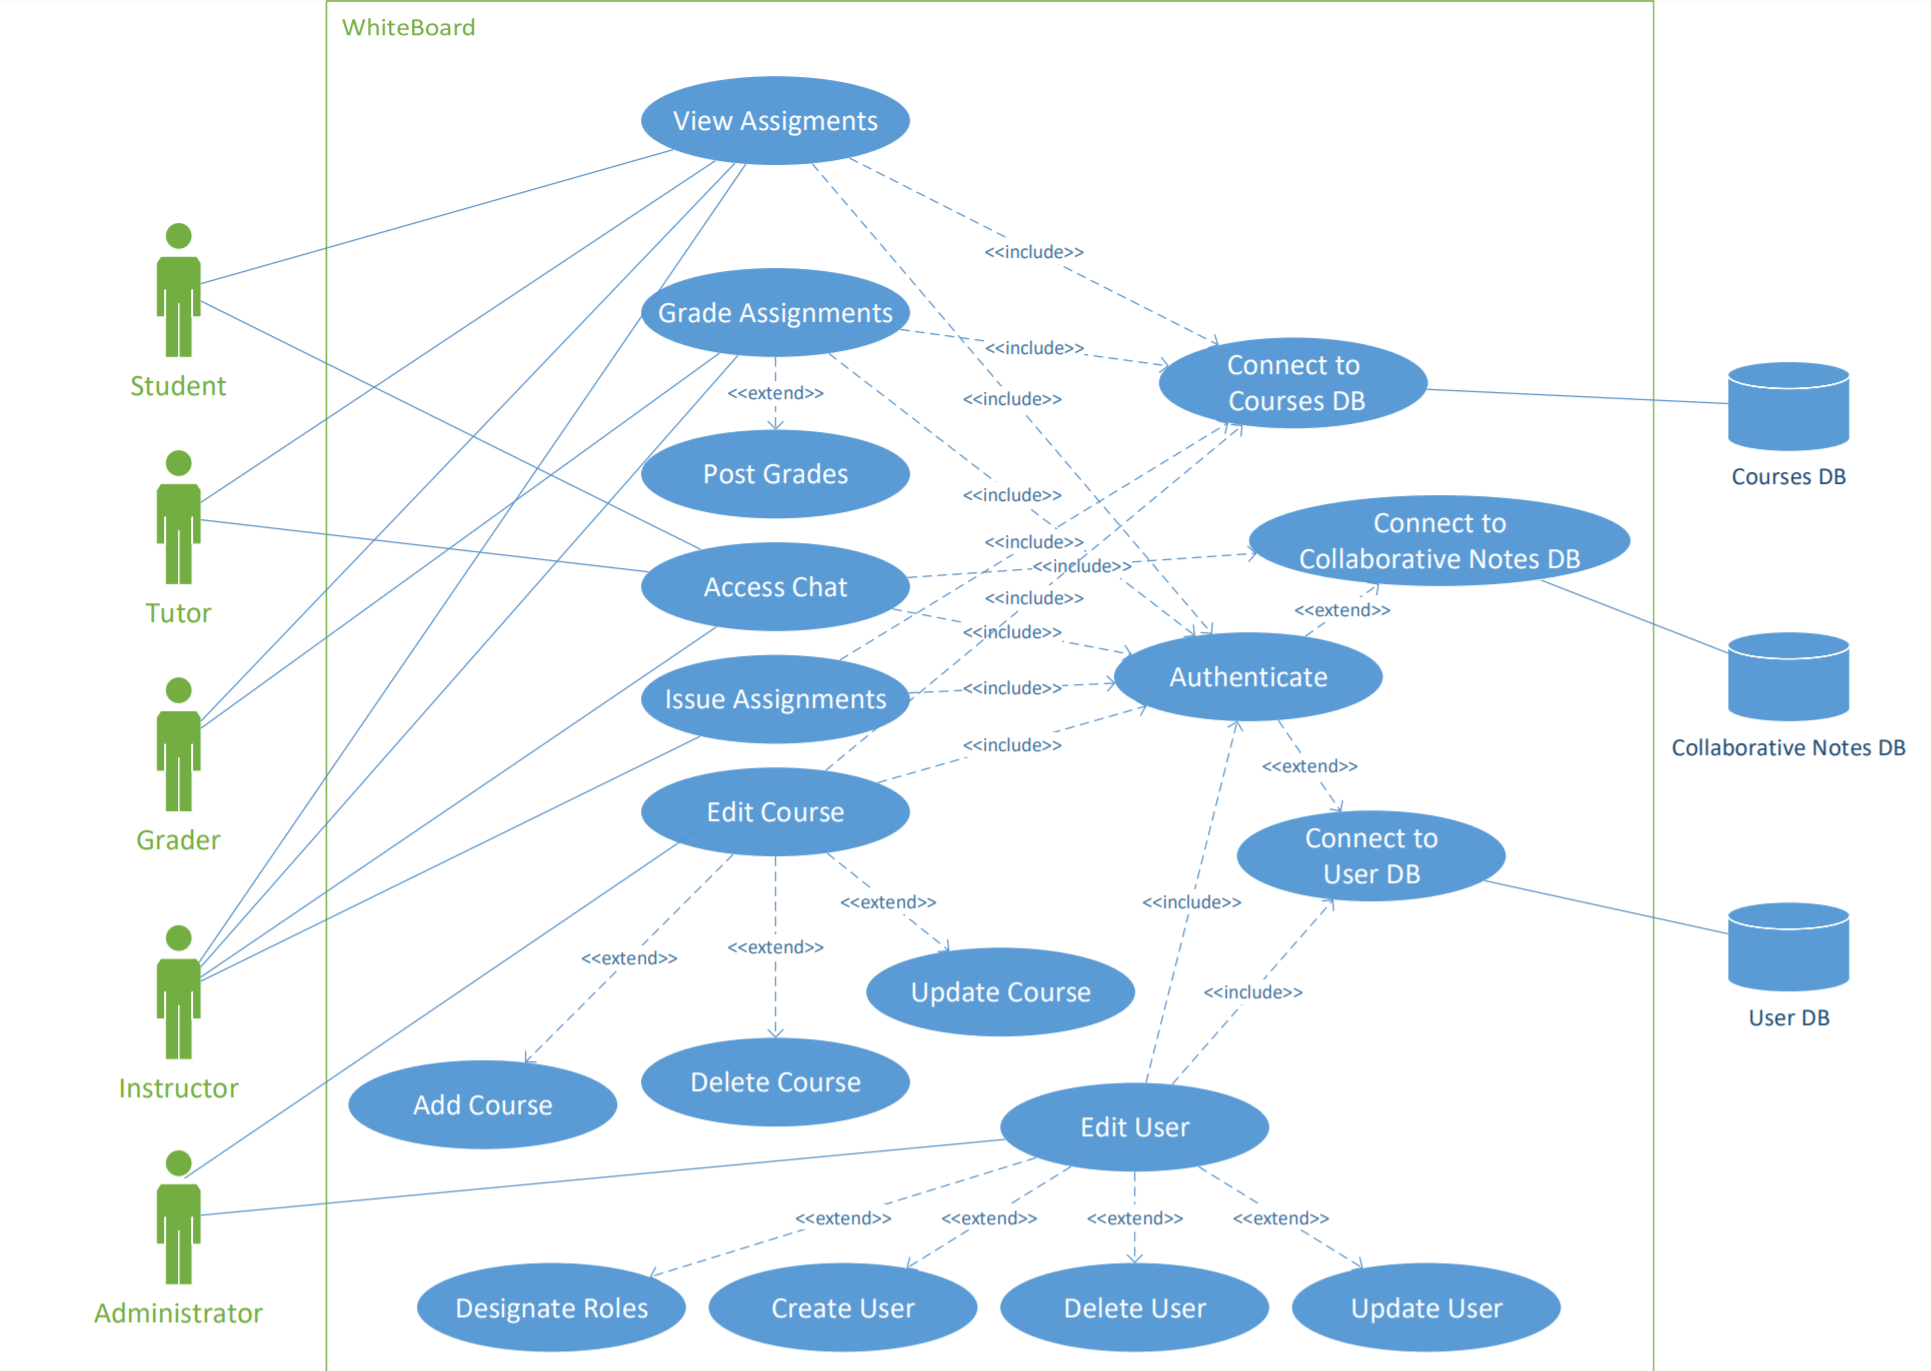 WhiteBoard
View Assigments
<<include>>
Grade Assignments
<<include>>
Connect to
Courses DB
<<extend>>
<<include>>
Student
Post Grades
Courses DB
<<include>>
Connect to
Collaborative Notes DB
<<include>>
<<include>>
Access Chat
<<include>>
<<extend>>
Tutor
<<include>>
Authenticate
Issue Assignments
<<include>>
<<include>>
Collaborative Notes DB
<<extend>>
Edit Course
Grader
Connect to
User DB
<<extend>>
<<include>>
<<extend>>
<<extend>>
Update Course
<<include>>
User DB
Instructor
Delete Course
Add Course
Edit User
<<extend>>
<<extend>>
<<extend>>
<<extend>>
Administrator
Designate Roles
Create User
Delete User
Update User